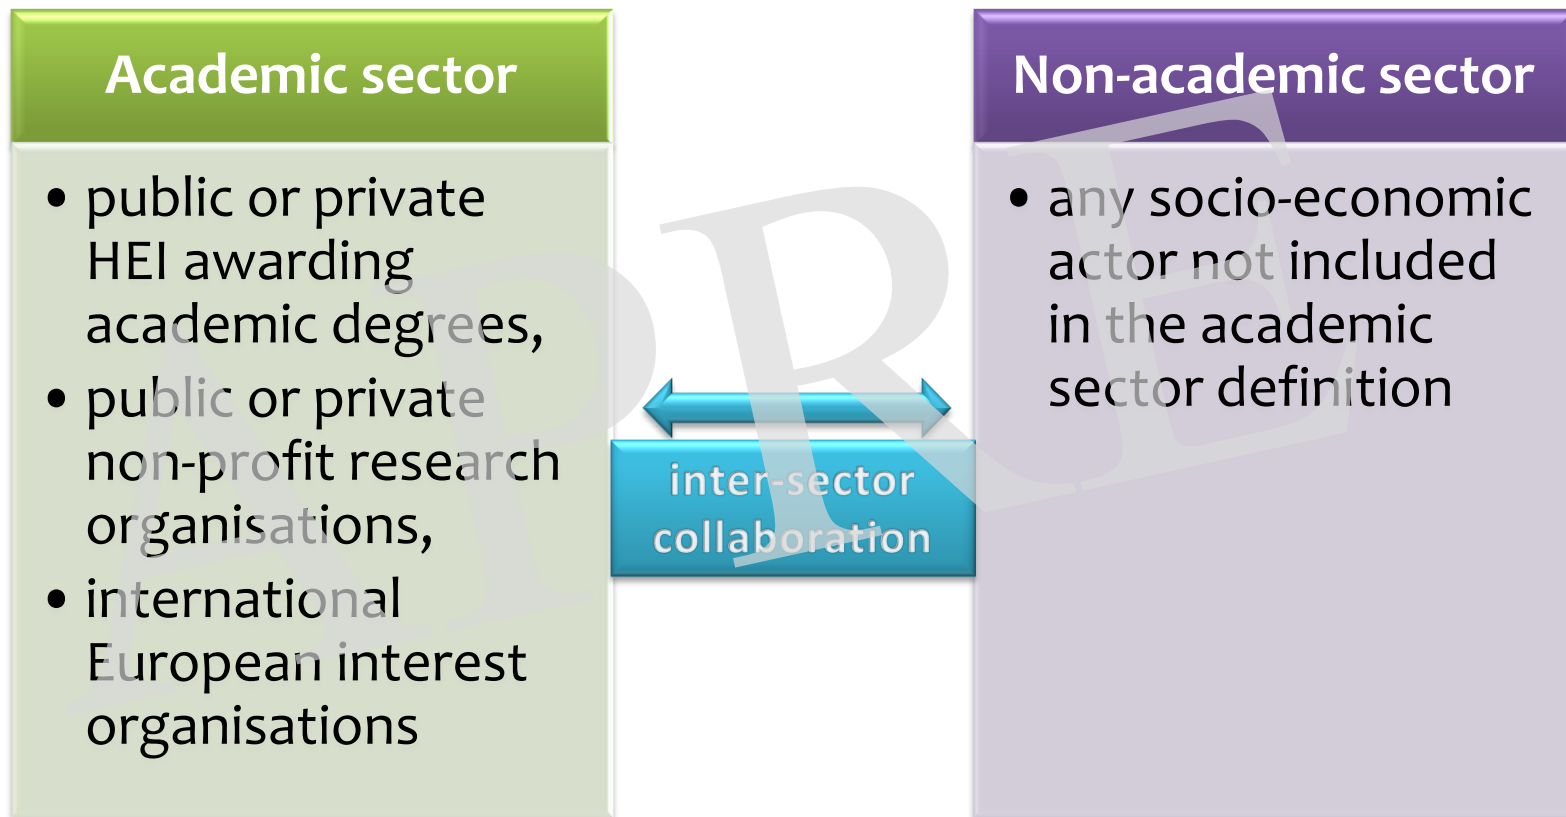 Academic sector
• public or private
HEI awarding
academic degrees,
• public or private
non-profit research
organisations,
• international
European interest
organisations
inter-sector
collaboration
Non-academic sector
• any socio-economic
actor not included
in the academic
sector definition
APRE